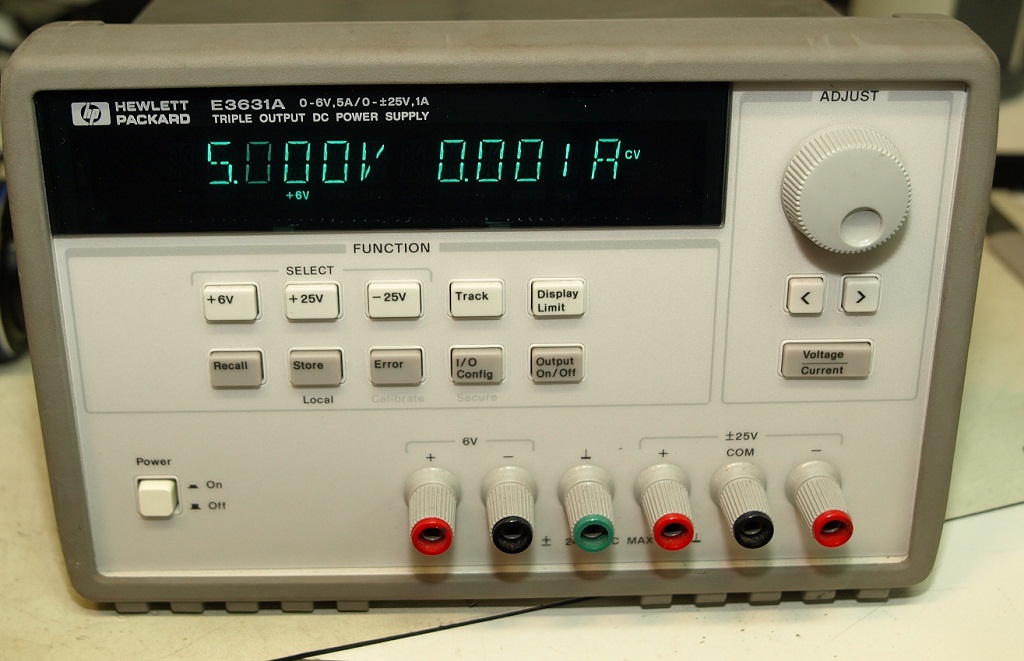 hp HEWLETT PACKARD
E3631A 0-6V,5A/0-±25V,1A
TRIPLE OUTPUT DC POWER SUPPLY
5.000V 0.001A CV
+6V
ADJUST
FUNCTION
SELECT
+6V +25V -25V Track Display Limit
< >
Recall Store Error I/O Config Output On/Off
Voltage Current
Local Calibrate Secure
6V ±25V
+ - ⊥ + COM -
Power
On
Off
± MAX ⊥